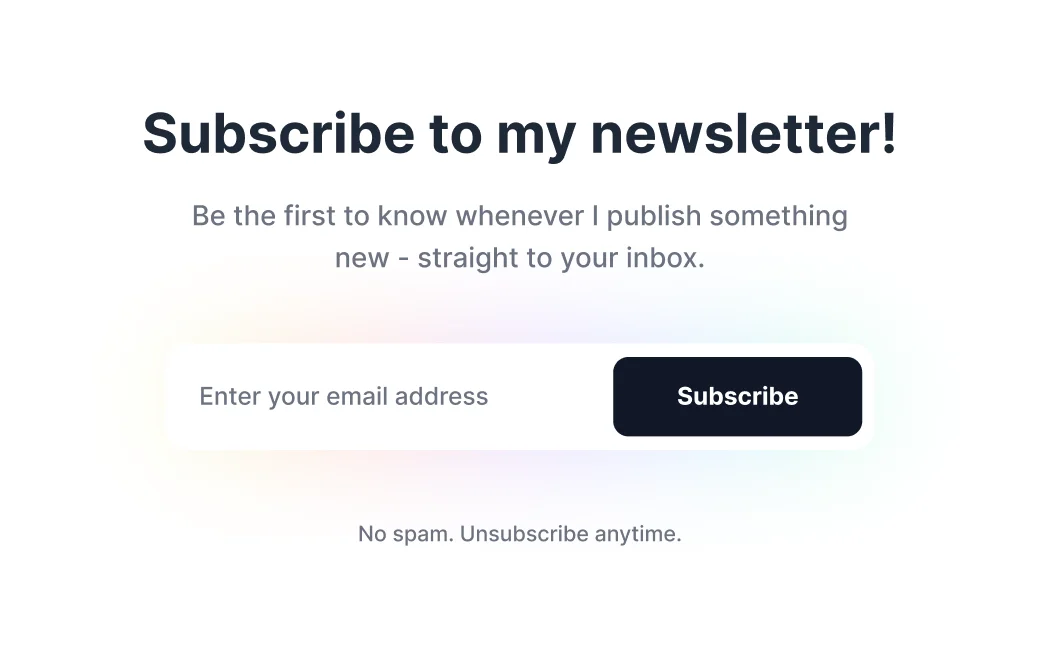 Subscribe to my newsletter!
Be the first to know whenever I publish something
new - straight to your inbox.
Enter your email address
Subscribe
No spam. Unsubscribe anytime.